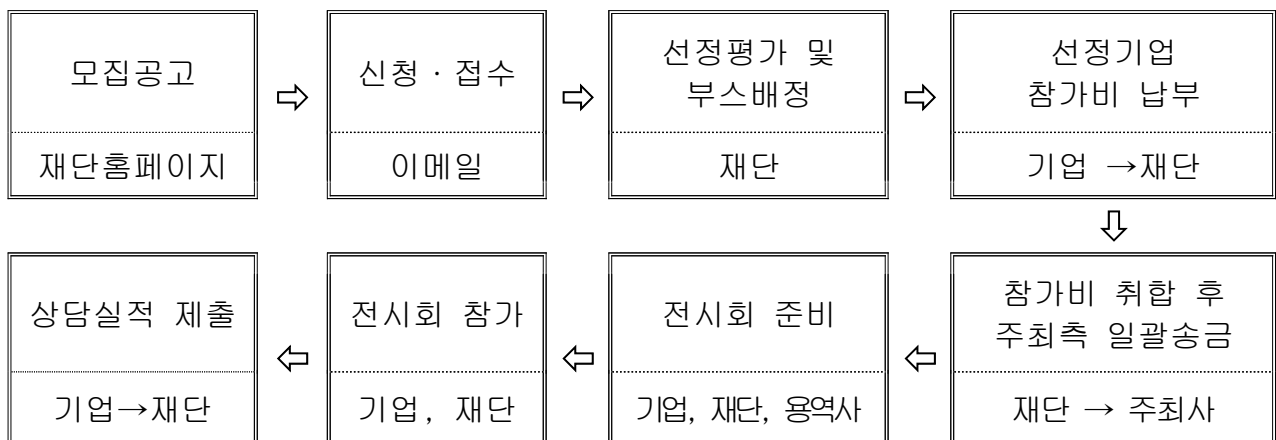 모집공고
재단홈페이지
⇨
신청·접수
이메일
⇨
선정평가 및
부스배정
재단
⇨
선정기업
참가비 납부
기업 →재단
⇩
참가비 취합 후
주최측 일괄송금
재단 → 주최사
⇦
전시회 준비
기업, 재단, 용역사
⇦
전시회 참가
기업, 재단
⇦
상담실적 제출
기업→재단